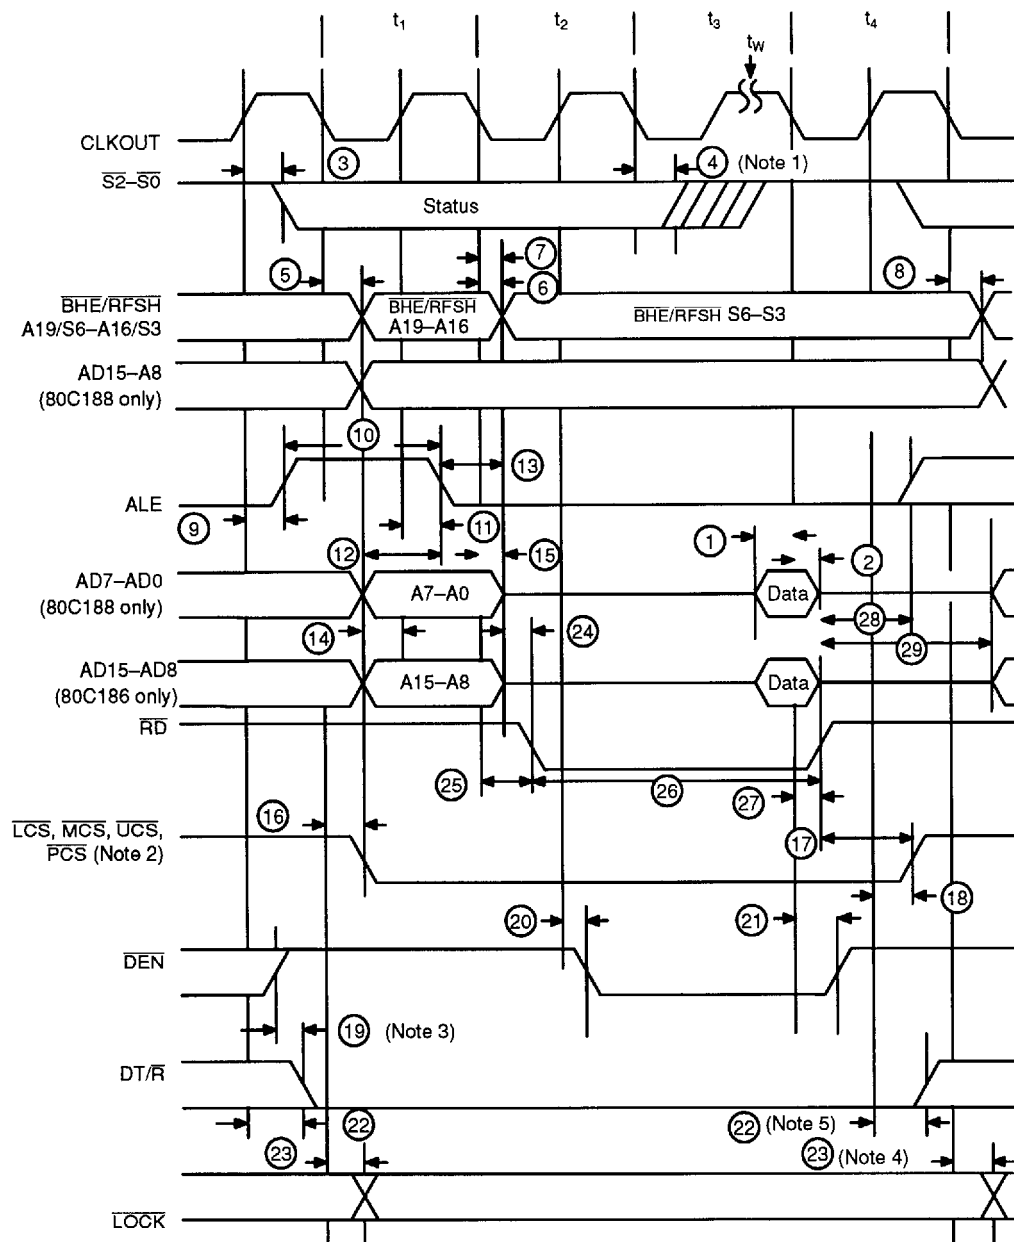 t1 t2 t3 t4
tW
CLKOUT
3 4 (Note 1)
S2–S0
Status
7
5 6 8
BHE/RFSH
A19/S6–A16/S3
BHE/RFSH
A19–A16
BHE/RFSH S6–S3
AD15–A8
(80C188 only)
10
13
ALE
9 11 1
12 15 2
AD7–AD0
(80C188 only)
A7–A0
Data
28
14 24
29
AD15–AD8
(80C186 only)
A15–A8
Data
RD
25 26
27
16
LCS, MCS, UCS,
PCS (Note 2)
17
18
20 21
DEN
19 (Note 3)
DT/R
22 22 (Note 5)
23 23 (Note 4)
LOCK